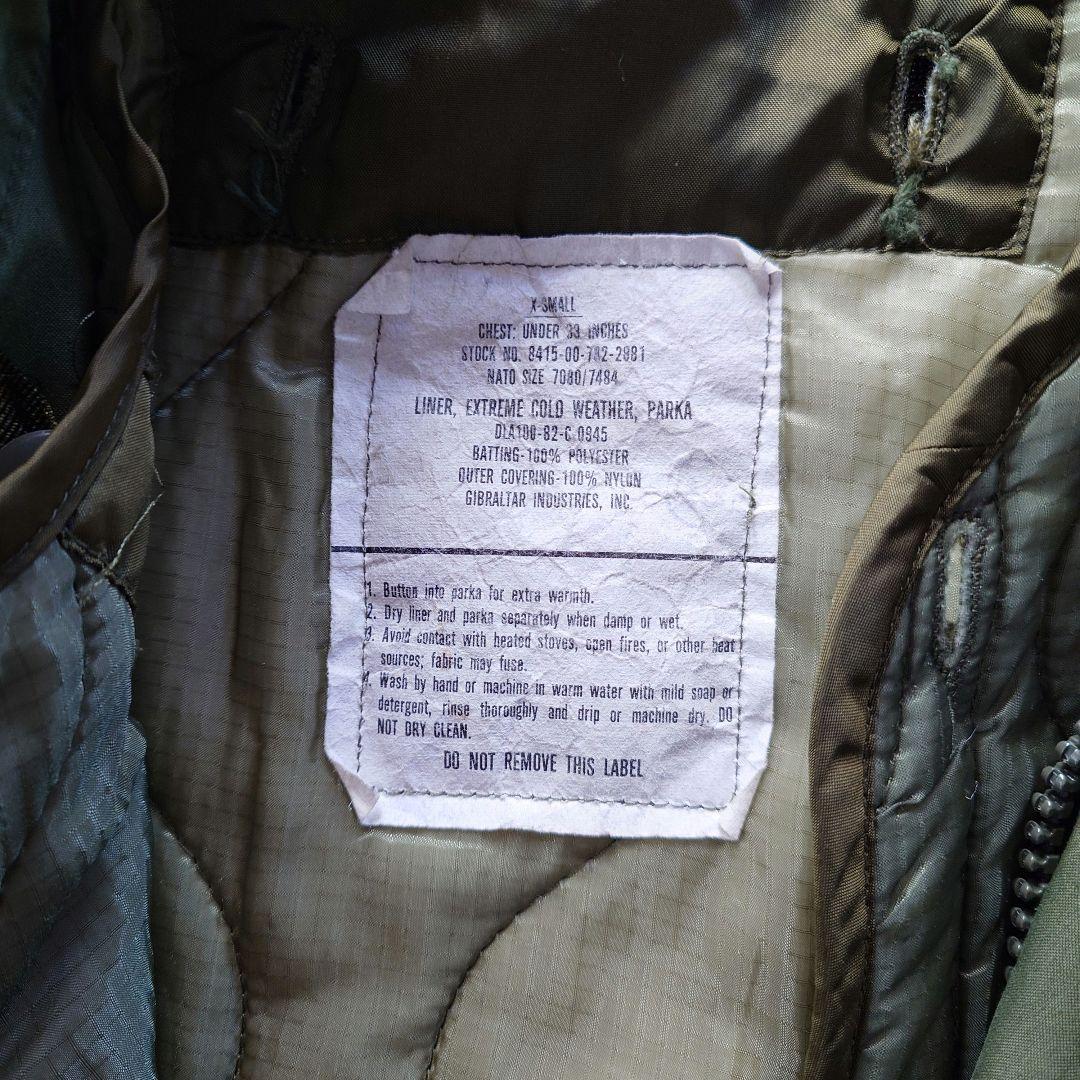 X-SMALL
CHEST: UNDER 33 INCHES
STOCK NO. 8415-00-782-2881
NATO SIZE 7080/7484
LINER, EXTREME COLD WEATHER, PARKA
DLA100-82-C 0945
BATTING-100% POLYESTER
OUTER COVERING-100% NYLON
GIBRALTAR INDUSTRIES, INC.
1. Button into parka for extra warmth.
2. Dry liner and parka separately when damp or wet.
3. Avoid contact with heated stoves, open fires, or other heat
sources; fabric may fuse.
4. Wash by hand or machine in warm water with mild soap or
detergent, rinse thoroughly and drip or machine dry. DO
NOT DRY CLEAN.
DO NOT REMOVE THIS LABEL